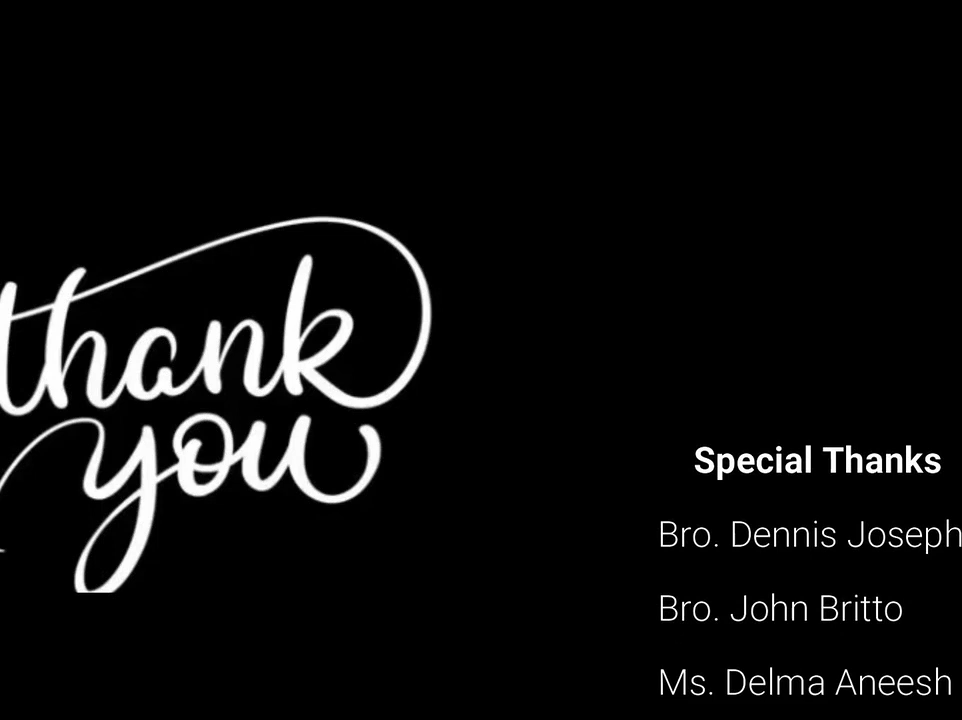 thank
you
Special Thanks
Bro. Dennis Joseph
Bro. John Britto
Ms. Delma Aneesh